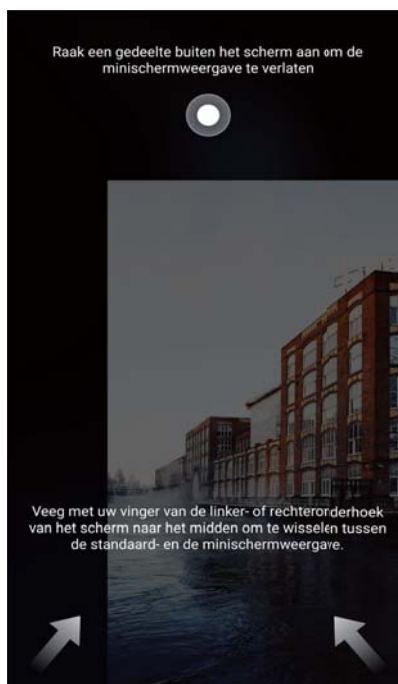 Raak een gedeelte buiten het scherm aan om de
minischermweergave te verlaten
Veeg met uw vinger van de linker- of rechteronderhoek
van het scherm naar het midden om te wisselen tussen
de standaard- en de minischermweergave.